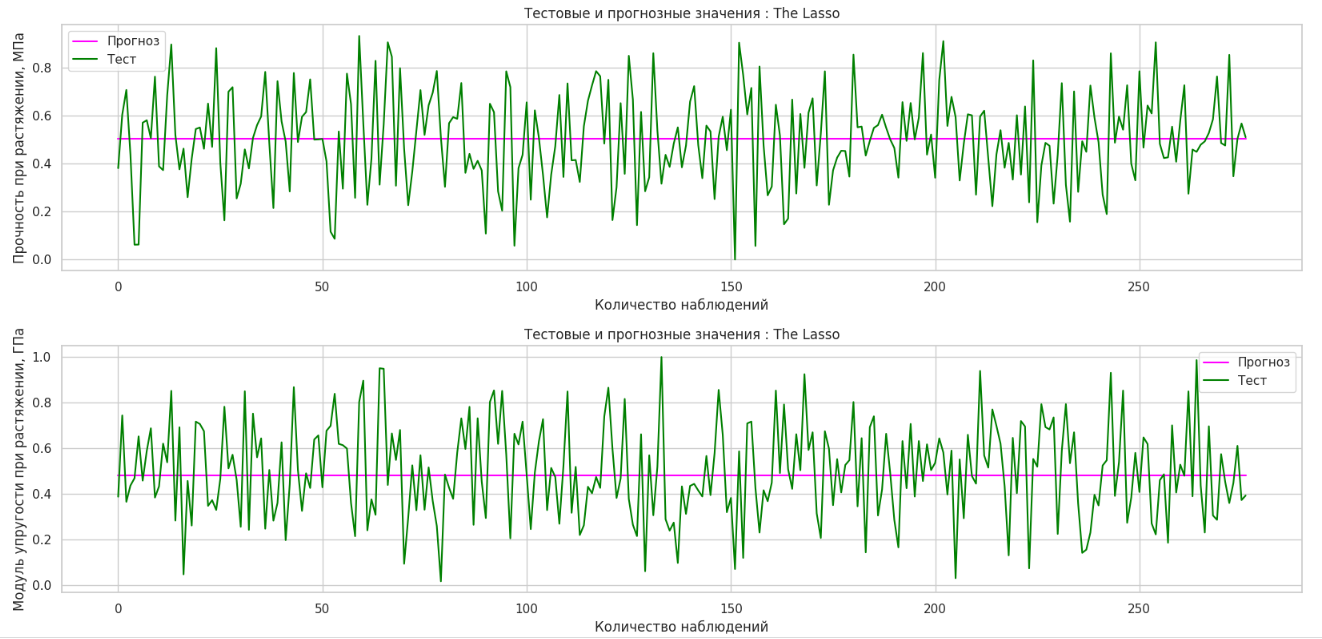 Тестовые и прогнозные значения : The Lasso
Прочность при растяжении, МПа
Прогноз
Тест
0.8
0.6
0.4
0.2
0.0
0 50 100 150 200 250
Количество наблюдений
Тестовые и прогнозные значения : The Lasso
Модуль упругости при растяжении, ГПа
Прогноз
Тест
1.0
0.8
0.6
0.4
0.2
0.0
0 50 100 150 200 250
Количество наблюдений